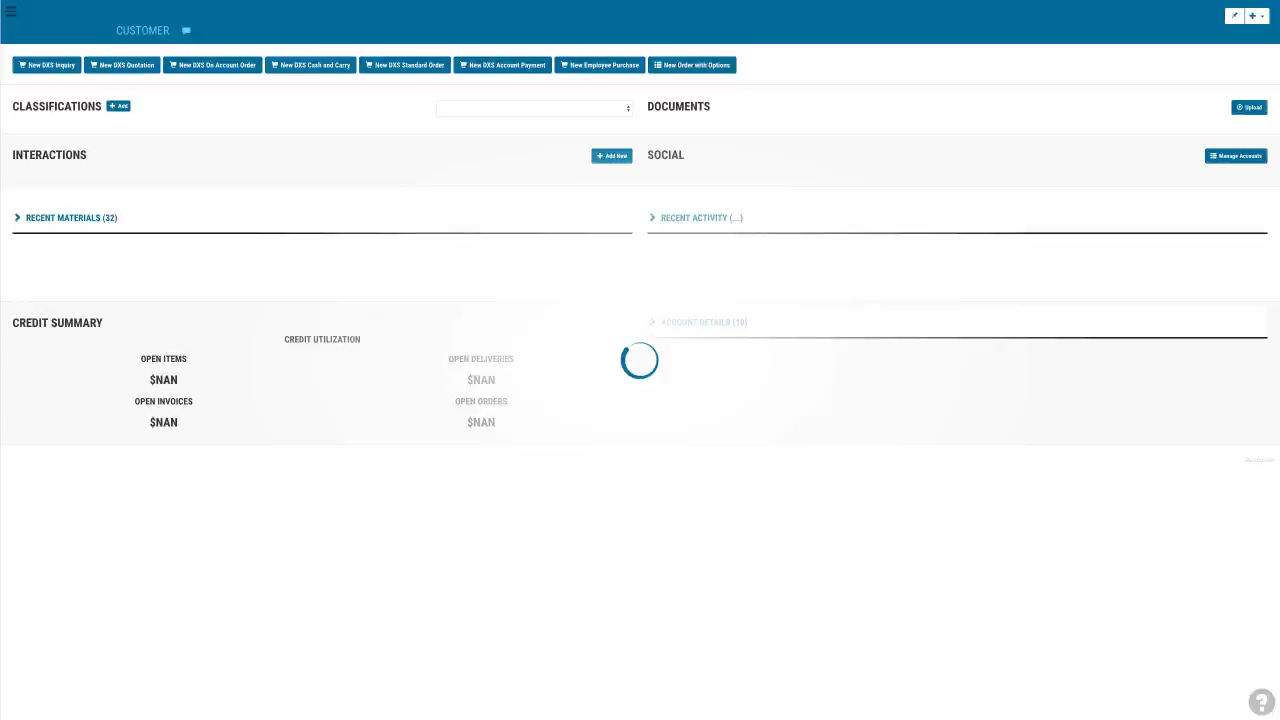 CUSTOMER
New DXS Inquiry New DXS Quotation New DXS On Account Order New DXS Cash and Carry New DXS Standard Order New DXS Account Payment New Employee Purchase New Order with Options
CLASSIFICATIONS + Add
DOCUMENTS Upload
INTERACTIONS + Add New
SOCIAL Manage Accounts
RECENT MATERIALS (32)
RECENT ACTIVITY (...)
CREDIT SUMMARY
ACCOUNT DETAILS (10)
CREDIT UTILIZATION
OPEN ITEMS OPEN DELIVERIES
$NAN $NAN
OPEN INVOICES OPEN ORDERS
$NAN $NAN
?